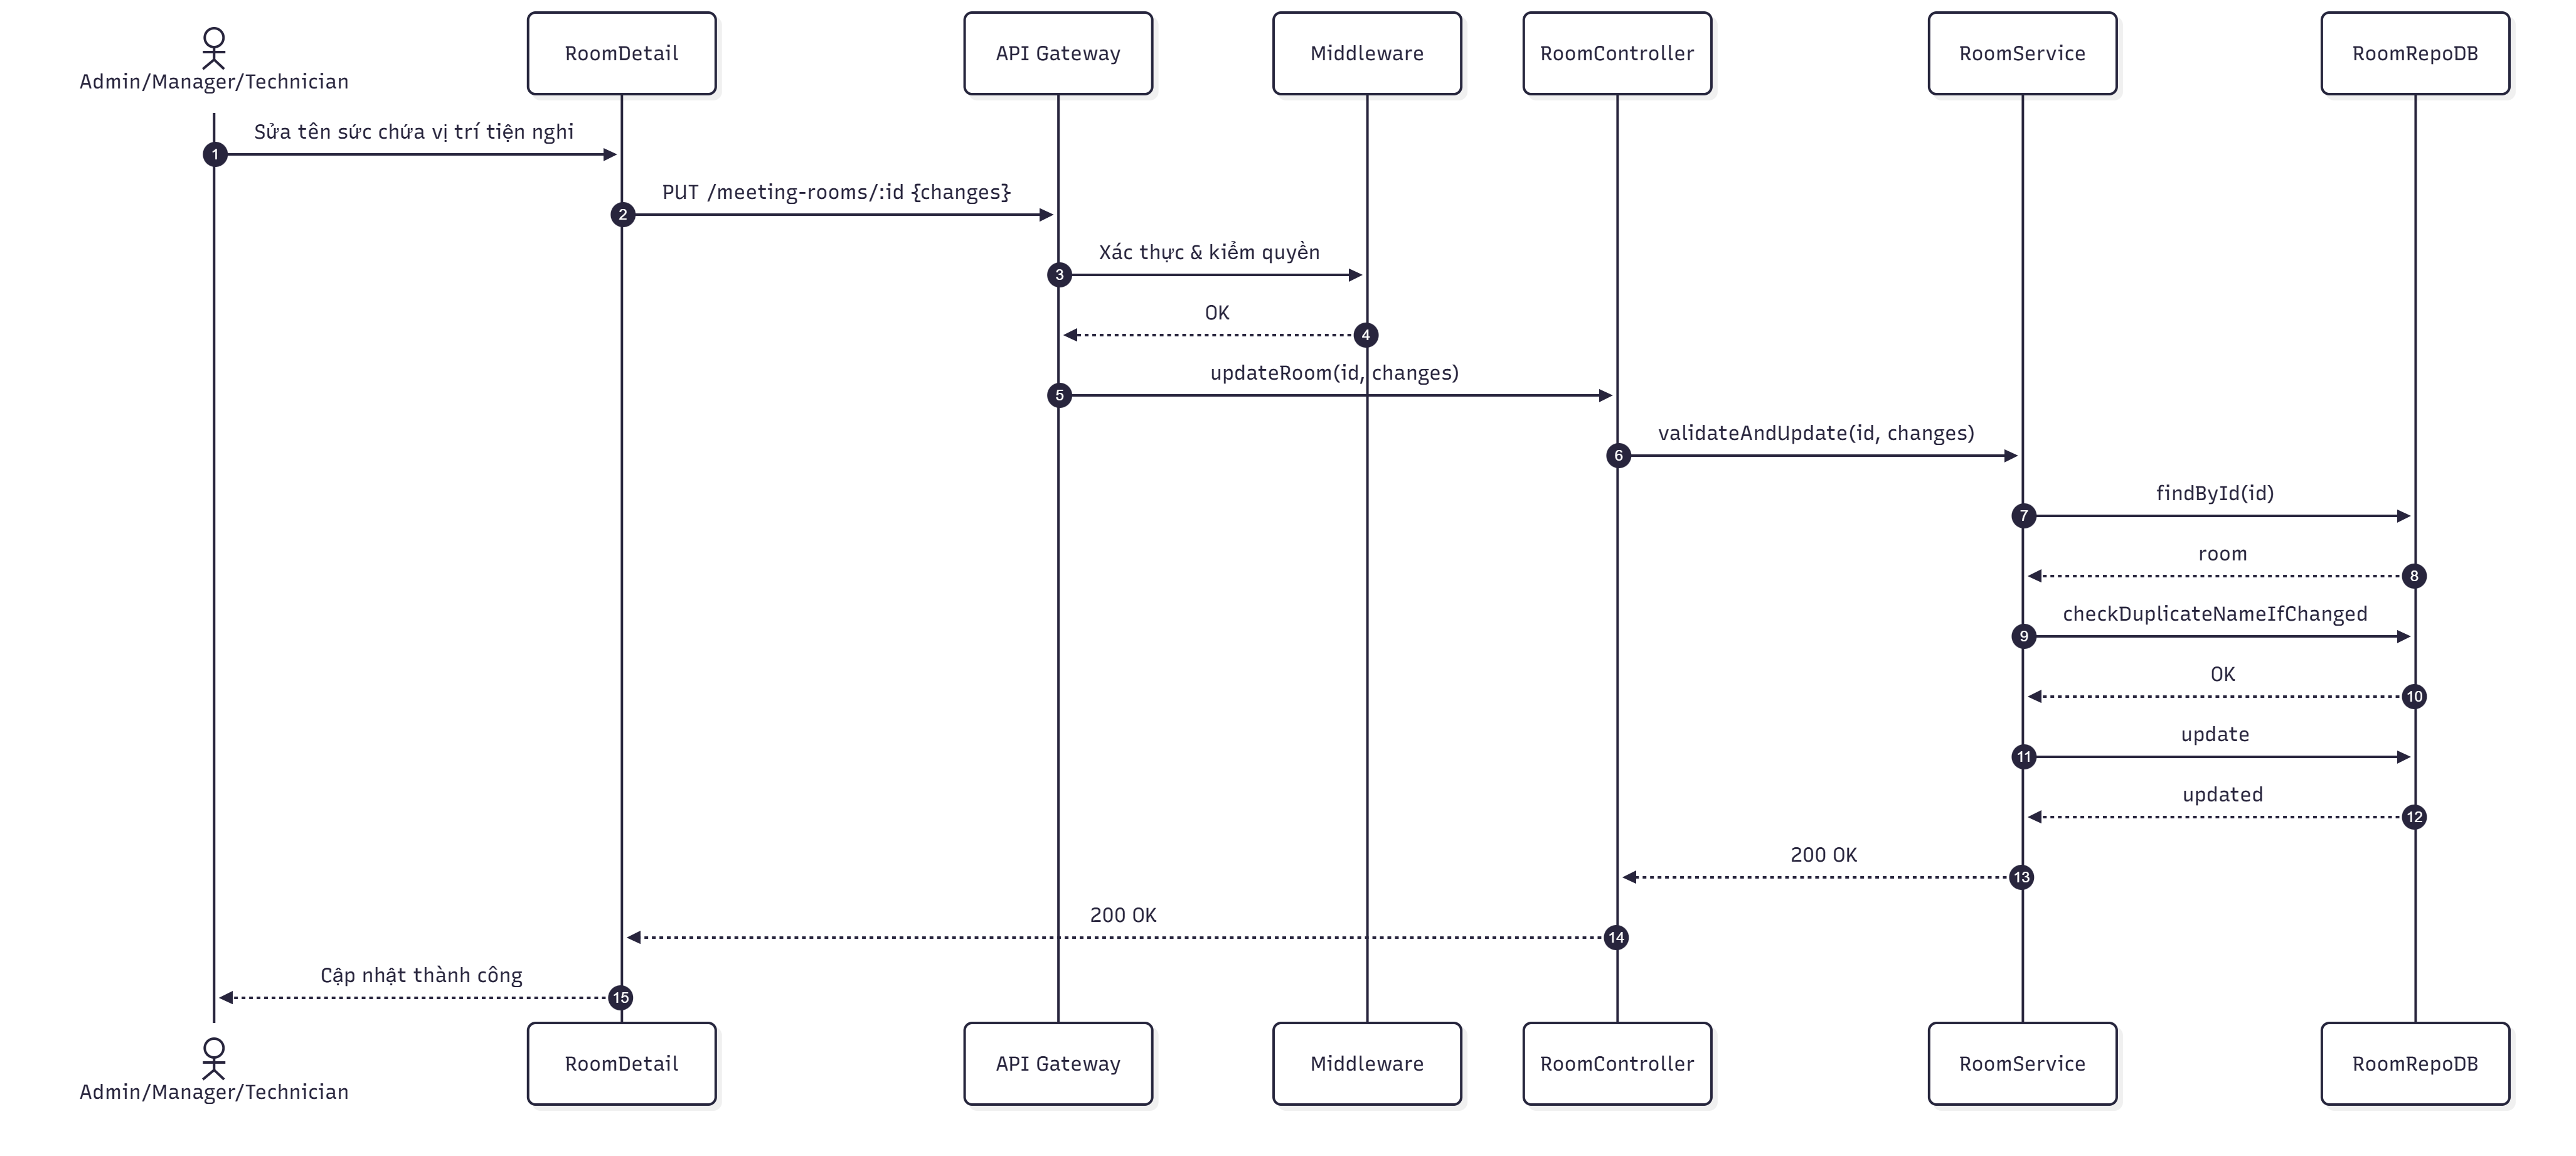 Admin/Manager/Technician
RoomDetail
API Gateway
Middleware
RoomController
RoomService
RoomRepoDB
1
Sửa tên sức chứa vị trí tiện nghi
2
PUT /meeting-rooms/:id {changes}
3
Xác thực & kiểm quyền
OK
4
5
updateRoom(id, changes)
6
validateAndUpdate(id, changes)
7
findById(id)
room
8
9
checkDuplicateNameIfChanged
OK
10
11
update
updated
12
200 OK
13
200 OK
14
Cập nhật thành công
15
Admin/Manager/Technician
RoomDetail
API Gateway
Middleware
RoomController
RoomService
RoomRepoDB